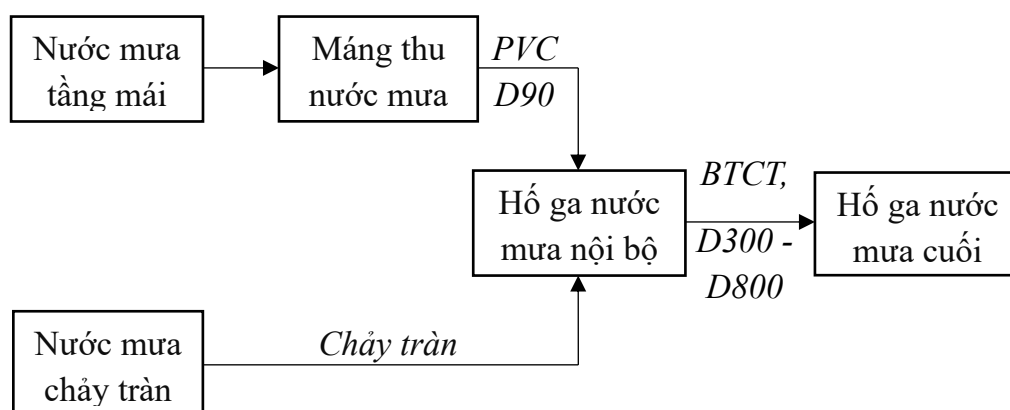 Nước mưa
tầng mái
Máng thu
nước mưa
PVC
D90
Hố ga nước
mưa nội bộ
BTCT,
D300 -
D800
Hố ga nước
mưa cuối
Nước mưa
chảy tràn
Chảy tràn